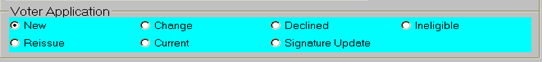 Voter Application
New Change Declined Ineligible
Reissue Current Signature Update